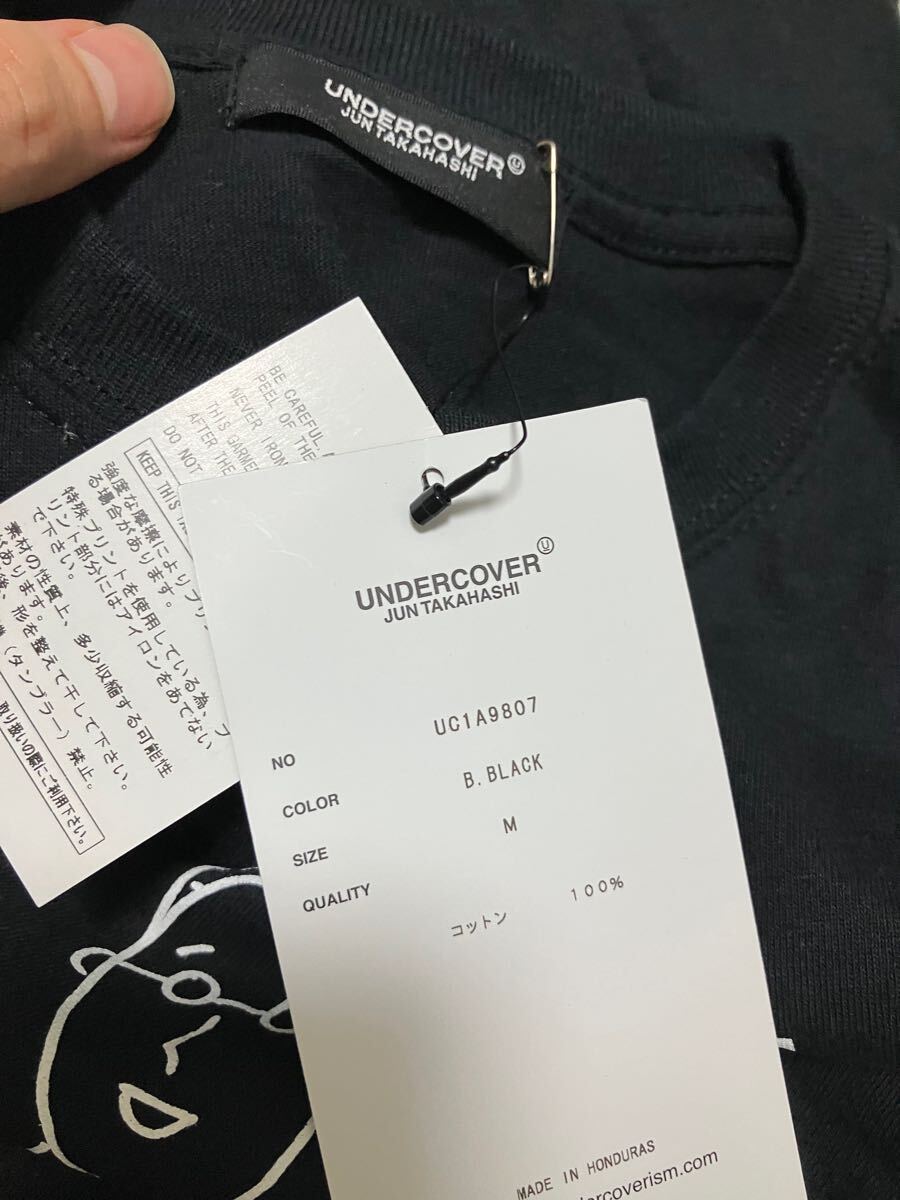 UNDERCOVER
JUN TAKAHASHI
BE CAREFUL.
PEEL OF THE
NEVER IRON
THIS GARME
AFTER THE
DO NOT
KEEP THIS
強度な摩擦によりプリ
る場合があります。
特殊プリントを使用している為、プ
リント部分にはアイロンをあてない
で下さい。
素材の性質上、多少収縮する可能性
があります。
後、形を整えて干して下さい。
(タンブラー)禁止。
取り扱いの際にご利用下さい。
UNDERCOVER
JUN TAKAHASHI
NO UC1A9807
COLOR B.BLACK
SIZE M
QUALITY
コットン 100%
MADE IN HONDURAS
dercoverism.com